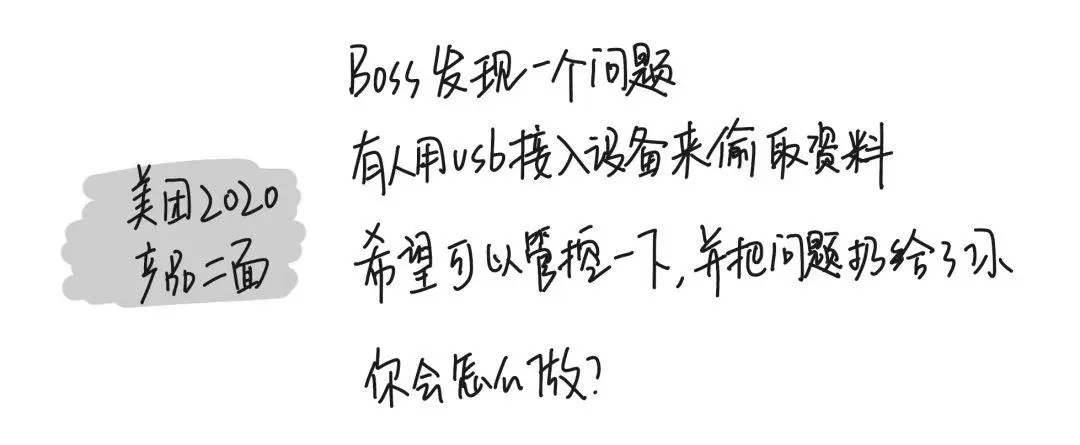 美团2020
产品二面
Boss发现一个问题
有人用usb接入设备来偷取资料
希望可以管控一下,并把问题扔给了你
你会怎么做?